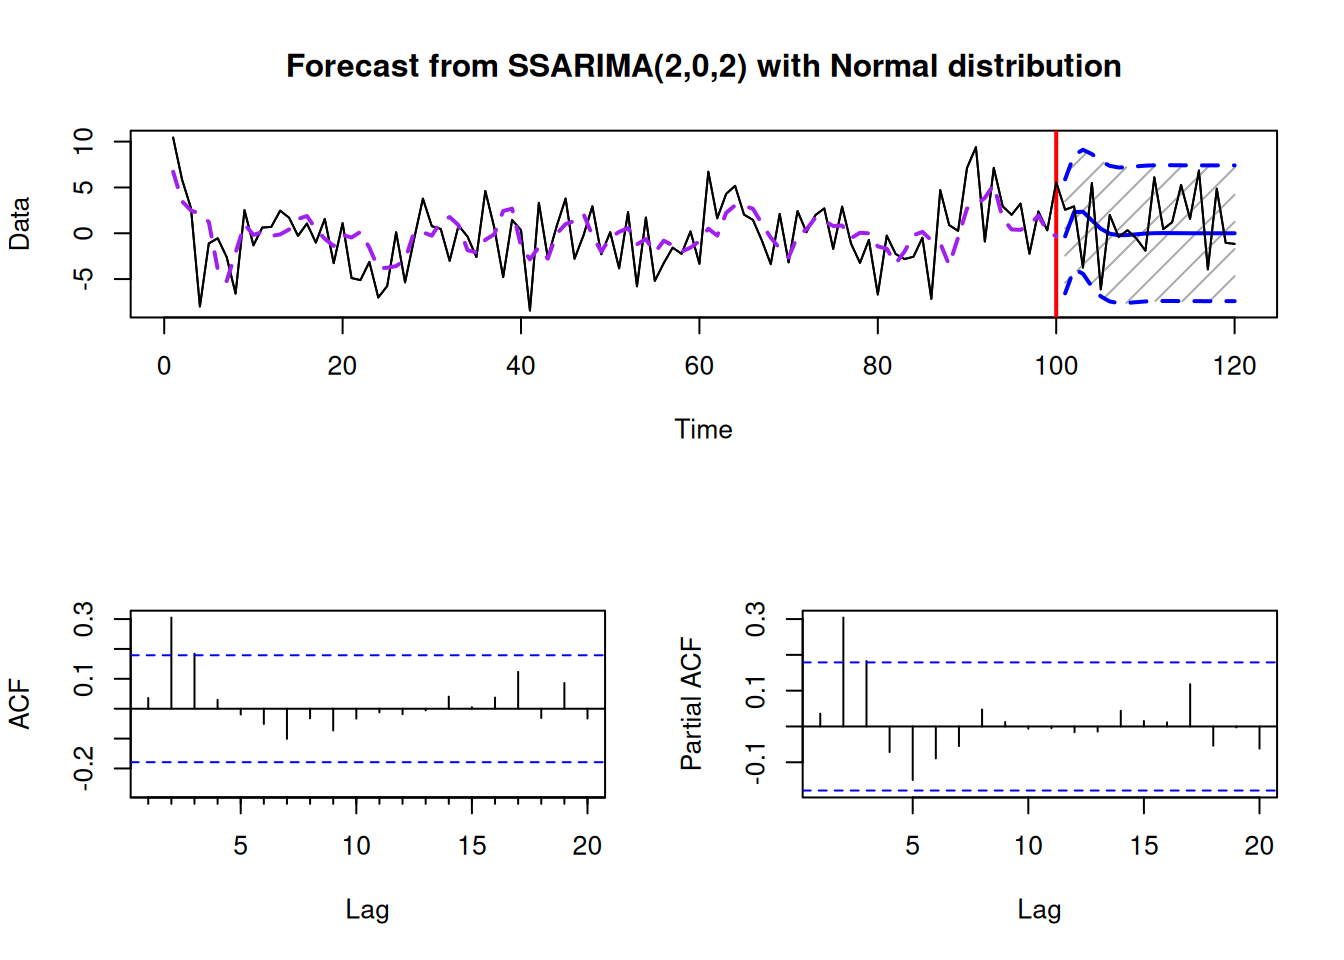 Forecast from SSARIMA(2,0,2) with Normal distribution
Data
10
5
0
-5
0 20 40 60 80 100 120
Time
ACF
0.3
0.1
-0.2
5 10 15 20
Lag
Partial ACF
0.3
0.1
-0.1
5 10 15 20
Lag